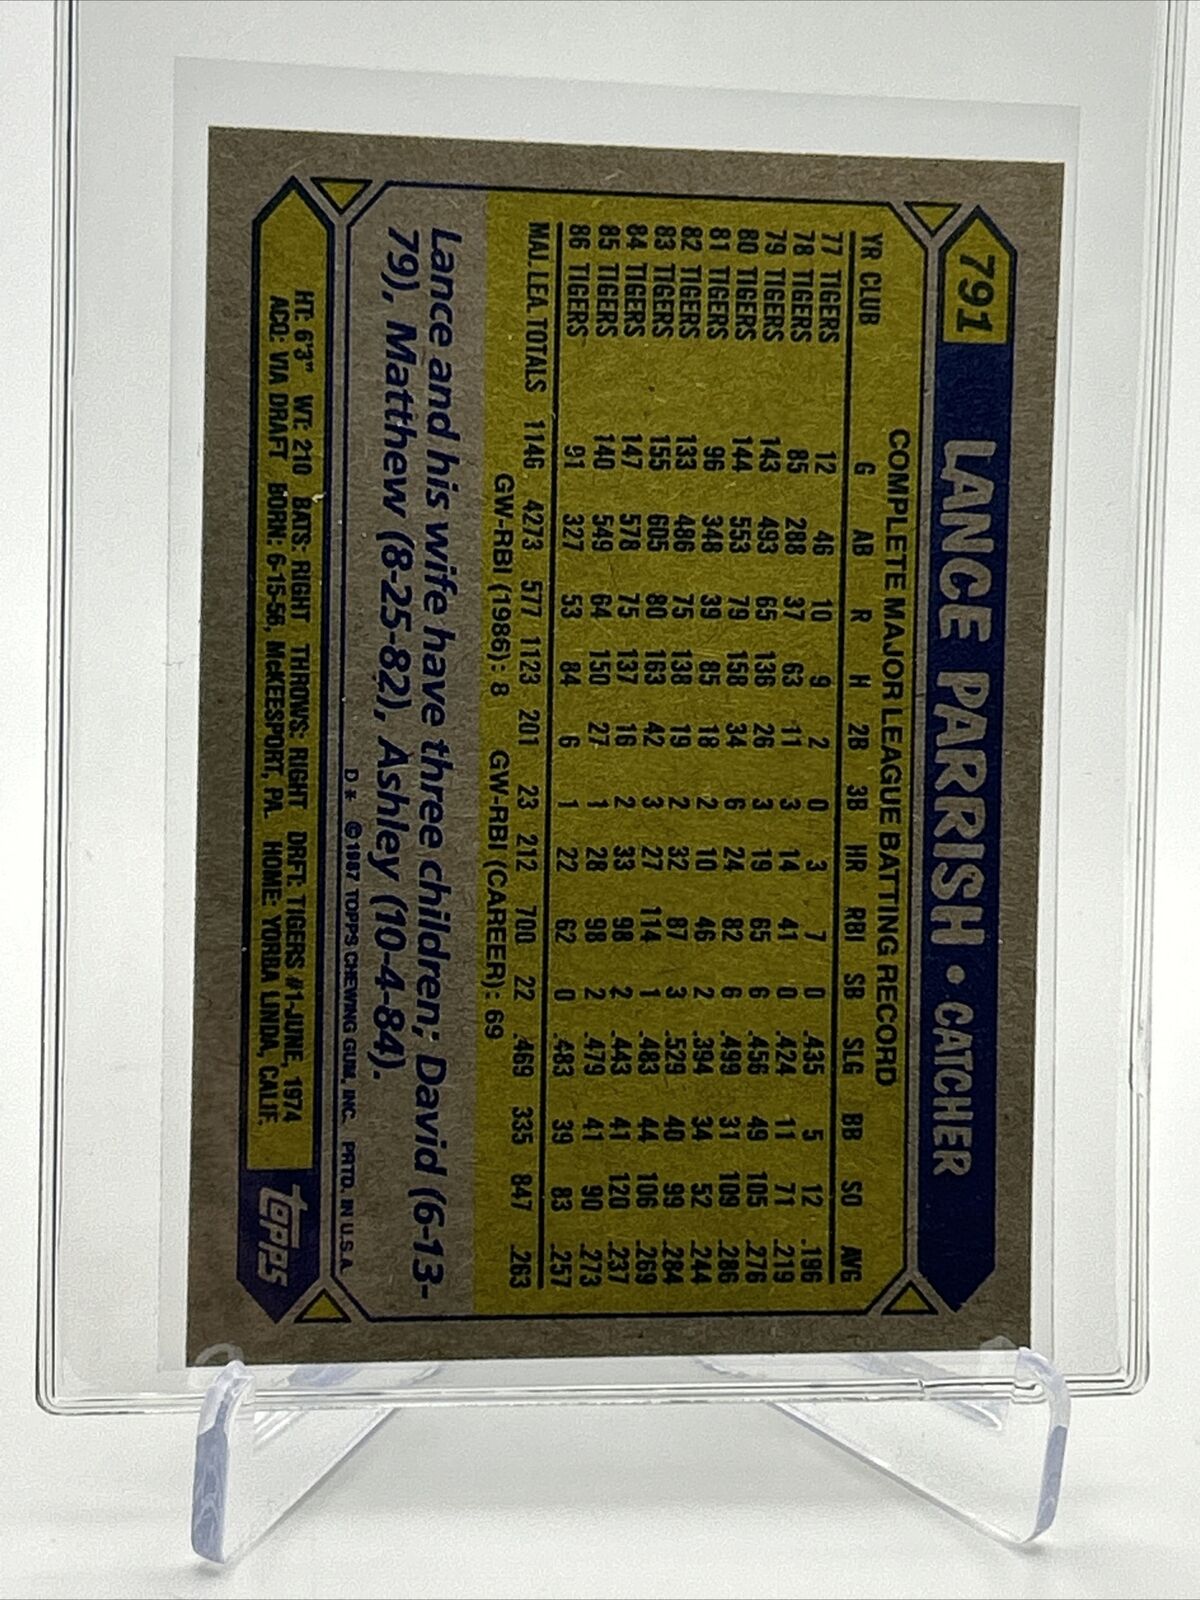 791 LANCE PARRISH • CATCHER
COMPLETE MAJOR LEAGUE BATTING RECORD
YR CLUB G AB R H 2B 3B HR RBI SB SLG BB SO AVG
77 TIGERS 12 46 10 9 2 0 3 7 0 .435 5 12 .196
78 TIGERS 85 288 37 63 11 3 14 41 0 .424 11 71 .219
79 TIGERS 143 493 65 136 26 3 19 65 6 .456 49 105 .276
80 TIGERS 144 553 79 158 34 6 24 82 6 .499 31 109 .286
81 TIGERS 96 348 39 85 18 2 10 46 2 .394 34 52 .244
82 TIGERS 133 486 75 138 19 2 32 87 3 .529 40 99 .284
83 TIGERS 155 605 80 163 42 3 27 114 1 .483 44 106 .269
84 TIGERS 147 578 75 137 16 2 33 98 2 .443 41 120 .237
85 TIGERS 140 549 64 150 27 1 28 98 2 .479 41 90 .273
86 TIGERS 91 327 53 84 6 1 22 62 0 .483 39 83 .257
MAJ. LEA. TOTALS 1146 4273 577 1123 201 23 212 700 22 .469 335 847 .263
GW-RBI (1986): 8 GW-RBI (CAREER): 69
Lance and his wife have three children; David (6-13-
79), Matthew (8-25-82), Ashley (10-4-84).
D* ©1987 TOPPS CHEWING GUM, INC. PRTD. IN U.S.A.
HT: 6'3" WT: 210 BATS: RIGHT THROWS: RIGHT DRFT: TIGERS #1-JUNE, 1974
ACQ: VIA DRAFT BORN: 6-15-56, McKEESPORT, PA. HOME: YORBA LINDA, CALIF.
topps